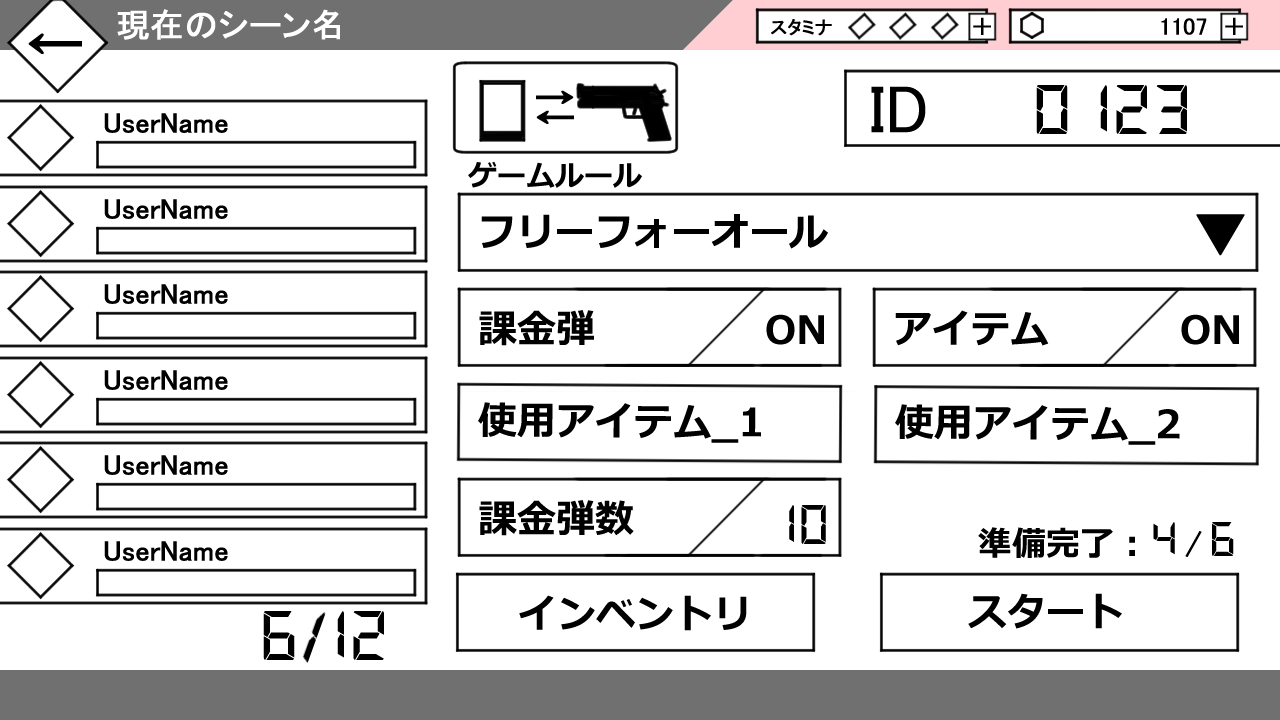 現在のシーン名
スタミナ
1107
UserName
UserName
UserName
UserName
UserName
UserName
6/12
ID 0123
ゲームルール
フリーフォーオール
課金弾 ON
アイテム ON
使用アイテム_1
使用アイテム_2
課金弾数 10
準備完了：4/6
インベントリ
スタート